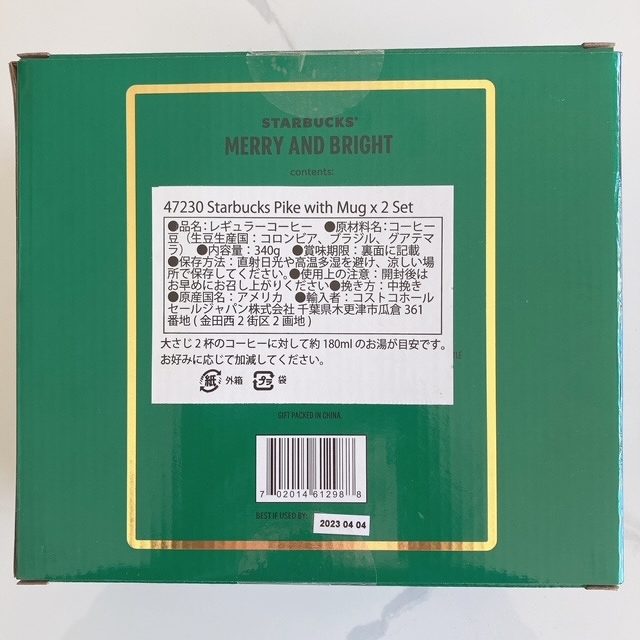 STARBUCKS®
MERRY AND BRIGHT
contents:
47230 Starbucks Pike with Mug x 2 Set
●品名：レギュラーコーヒー ●原材料名：コーヒー
豆（生豆生産国：コロンビア、ブラジル、グアテマ
ラ） ●内容量：340g ●賞味期限：裏面に記載
●保存方法：直射日光や高温多湿を避け、涼しい場
所で保存してください。●使用上の注意：開封後は
お早めにお召し上がりください●挽き方：中挽き
●原産国名：アメリカ ●輸入者：コストコホール
セールジャパン株式会社 千葉県木更津市瓜倉 361
番地 ( 金田西 2 街区 2 画地 )
大さじ 2 杯のコーヒーに対して約 180ml のお湯が目安です。
お好みに応じて加減してください。
紙 外箱 プラ 袋
GIFT PACKED IN CHINA.
7 02014 61298 8
BEST IF USED BY: 2023 04 04